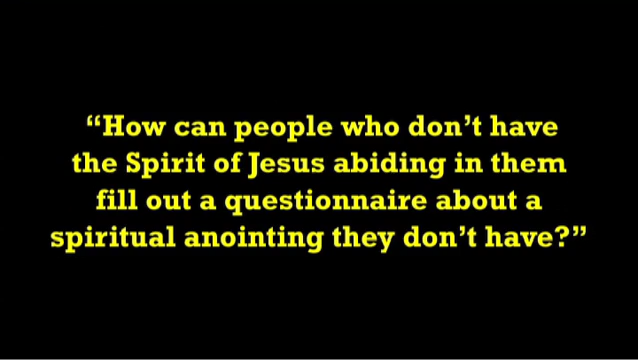 “How can people who don’t have
the Spirit of Jesus abiding in them
fill out a questionnaire about a
spiritual anointing they don’t have?”